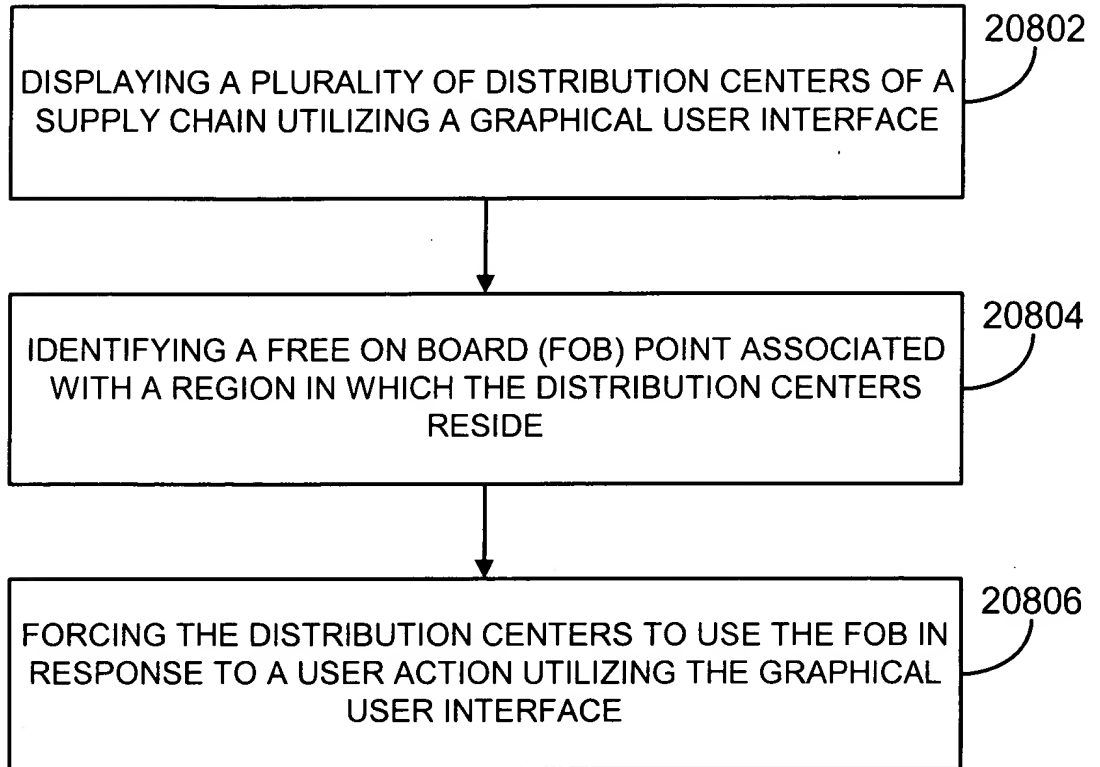 20802
DISPLAYING A PLURALITY OF DISTRIBUTION CENTERS OF A
SUPPLY CHAIN UTILIZING A GRAPHICAL USER INTERFACE
20804
IDENTIFYING A FREE ON BOARD (FOB) POINT ASSOCIATED
WITH A REGION IN WHICH THE DISTRIBUTION CENTERS
RESIDE
20806
FORCING THE DISTRIBUTION CENTERS TO USE THE FOB IN
RESPONSE TO A USER ACTION UTILIZING THE GRAPHICAL
USER INTERFACE